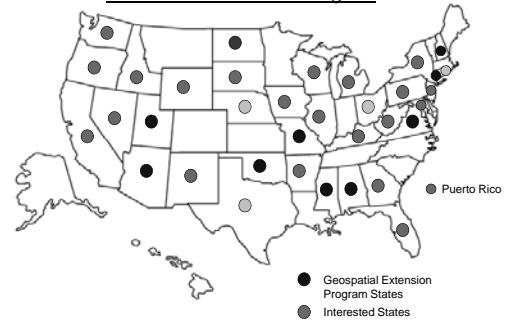 Puerto Rico
Geospatial Extension
Program States
Interested States